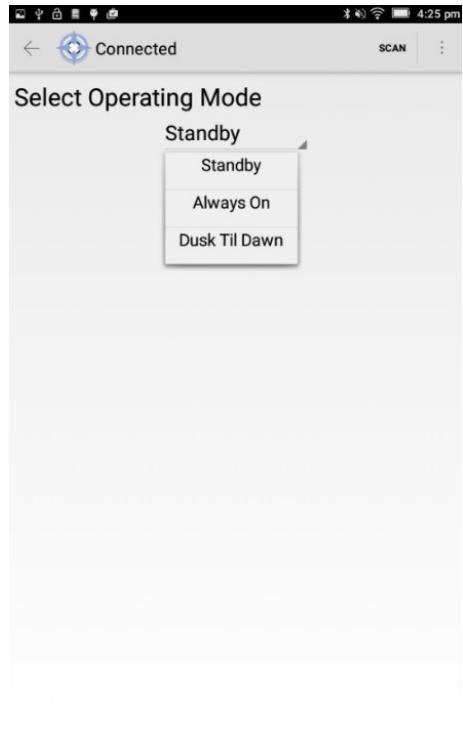 4:25 pm
Connected
SCAN
Select Operating Mode
Standby
Standby
Always On
Dusk Til Dawn